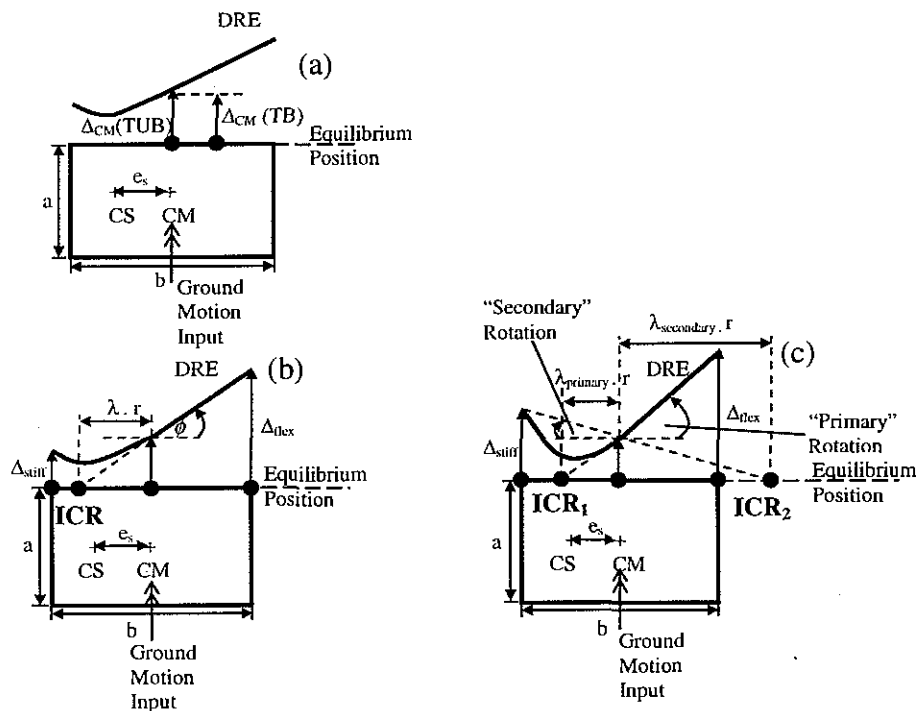 DRE
(a)
Δ_CM(TUB)
Δ_CM (TB)
Equilibrium
Position
a
e_s
CS CM
b
Ground
Motion
Input
DRE
(b)
λ . r
ø
Δ_flex
Δ_stiff
Equilibrium
Position
ICR
a
e_s
CS CM
b
Ground
Motion
Input
“Secondary”
Rotation
λ_secondary . r
(c)
λ_primary . r
DRE
Δ_flex
“Primary”
Rotation
Δ_stiff
Equilibrium
Position
ICR₁
ICR₂
a
e_s
CS CM
b
Ground
Motion
Input